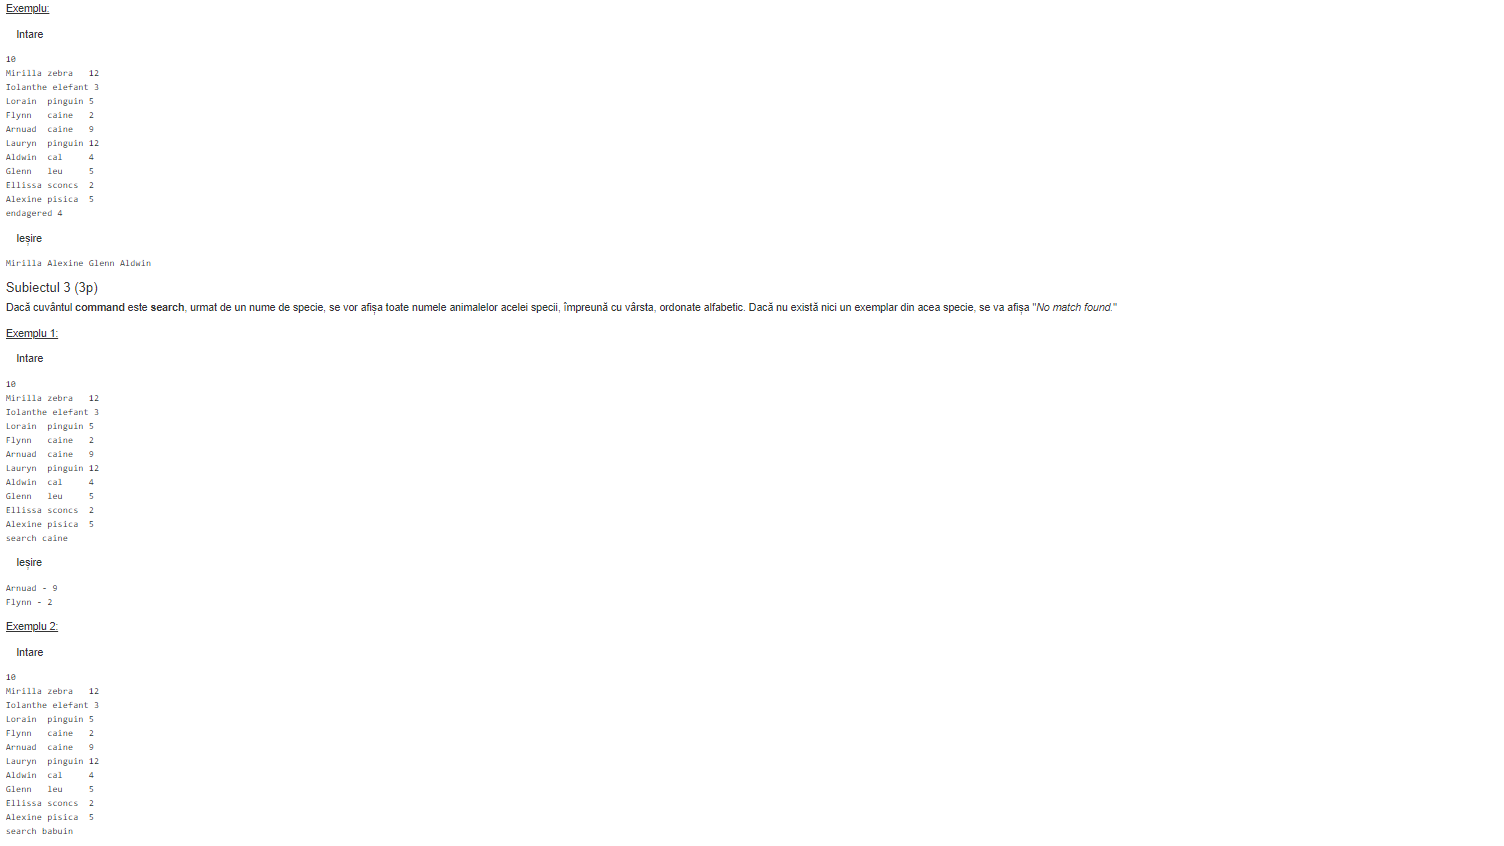 Exemplu:
Intare
10
Mirilla zebra   12
Iolanthe elefant 3
Lorain  pinguin 5
Flynn   caine   2
Arnuad  caine   9
Lauryn  pinguin 12
Aldwin  cal     4
Glenn   leu     5
Ellissa sconcs  2
Alexine pisica  5
endagered 4
Ieșire
Mirilla Alexine Glenn Aldwin
Subiectul 3 (3p)
Dacă cuvântul command este search, urmat de un nume de specie, se vor afișa toate numele animalelor acelei specii, împreună cu vârsta, ordonate alfabetic. Dacă nu există nici un exemplar din acea specie, se va afișa "No match found."
Exemplu 1:
Intare
10
Mirilla zebra   12
Iolanthe elefant 3
Lorain  pinguin 5
Flynn   caine   2
Arnuad  caine   9
Lauryn  pinguin 12
Aldwin  cal     4
Glenn   leu     5
Ellissa sconcs  2
Alexine pisica  5
search caine
Ieșire
Arnuad - 9
Flynn - 2
Exemplu 2:
Intare
10
Mirilla zebra   12
Iolanthe elefant 3
Lorain  pinguin 5
Flynn   caine   2
Arnuad  caine   9
Lauryn  pinguin 12
Aldwin  cal     4
Glenn   leu     5
Ellissa sconcs  2
Alexine pisica  5
search babuin